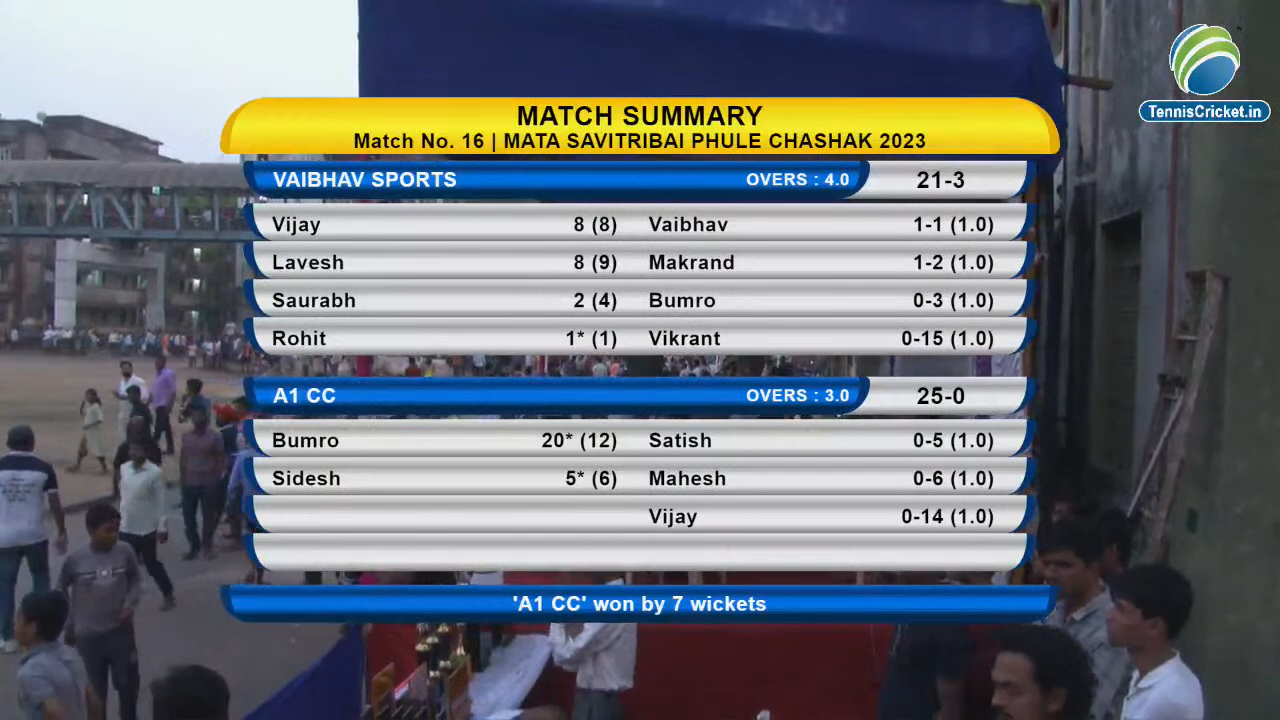 TennisCricket.in
MATCH SUMMARY
Match No. 16 | MATA SAVITRIBAI PHULE CHASHAK 2023
VAIBHAV SPORTS OVERS : 4.0 21-3
Vijay 8 (8) Vaibhav 1-1 (1.0)
Lavesh 8 (9) Makrand 1-2 (1.0)
Saurabh 2 (4) Bumro 0-3 (1.0)
Rohit 1* (1) Vikrant 0-15 (1.0)
A1 CC OVERS : 3.0 25-0
Bumro 20* (12) Satish 0-5 (1.0)
Sidesh 5* (6) Mahesh 0-6 (1.0)
Vijay 0-14 (1.0)
'A1 CC' won by 7 wickets